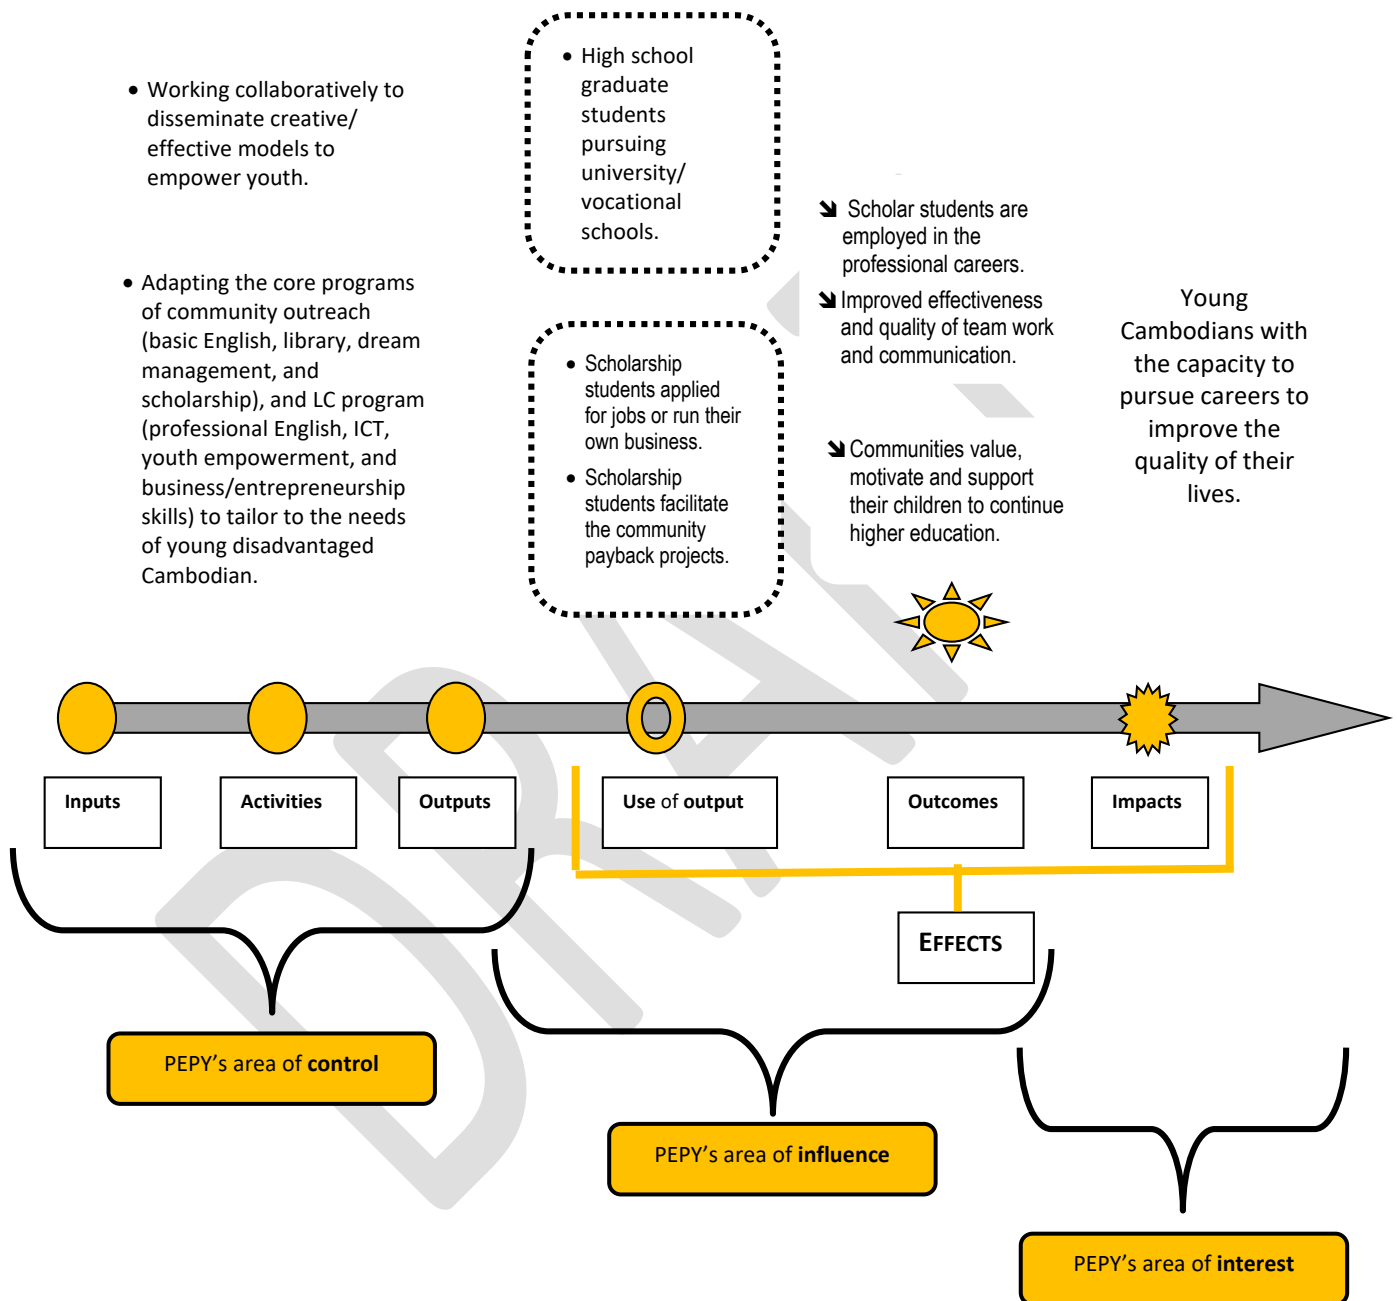 • Working collaboratively to
disseminate creative/
effective models to
empower youth.
• Adapting the core programs
of community outreach
(basic English, library, dream
management, and
scholarship), and LC program
(professional English, ICT,
youth empowerment, and
business/entrepreneurship
skills) to tailor to the needs
of young disadvantaged
Cambodian.
• High school
graduate
students
pursuing
university/
vocational
schools.
• Scholarship
students applied
for jobs or run their
own business.
• Scholarship
students facilitate
the community
payback projects.
Scholar students are
employed in the
professional careers.
Improved effectiveness
and quality of team work
and communication.
Communities value,
motivate and support
their children to continue
higher education.
Young
Cambodians with
the capacity to
pursue careers to
improve the
quality of their
lives.
Inputs
Activities
Outputs
Use of output
Outcomes
Impacts
EFFECTS
PEPY’s area of control
PEPY’s area of influence
PEPY’s area of interest
DRAFT